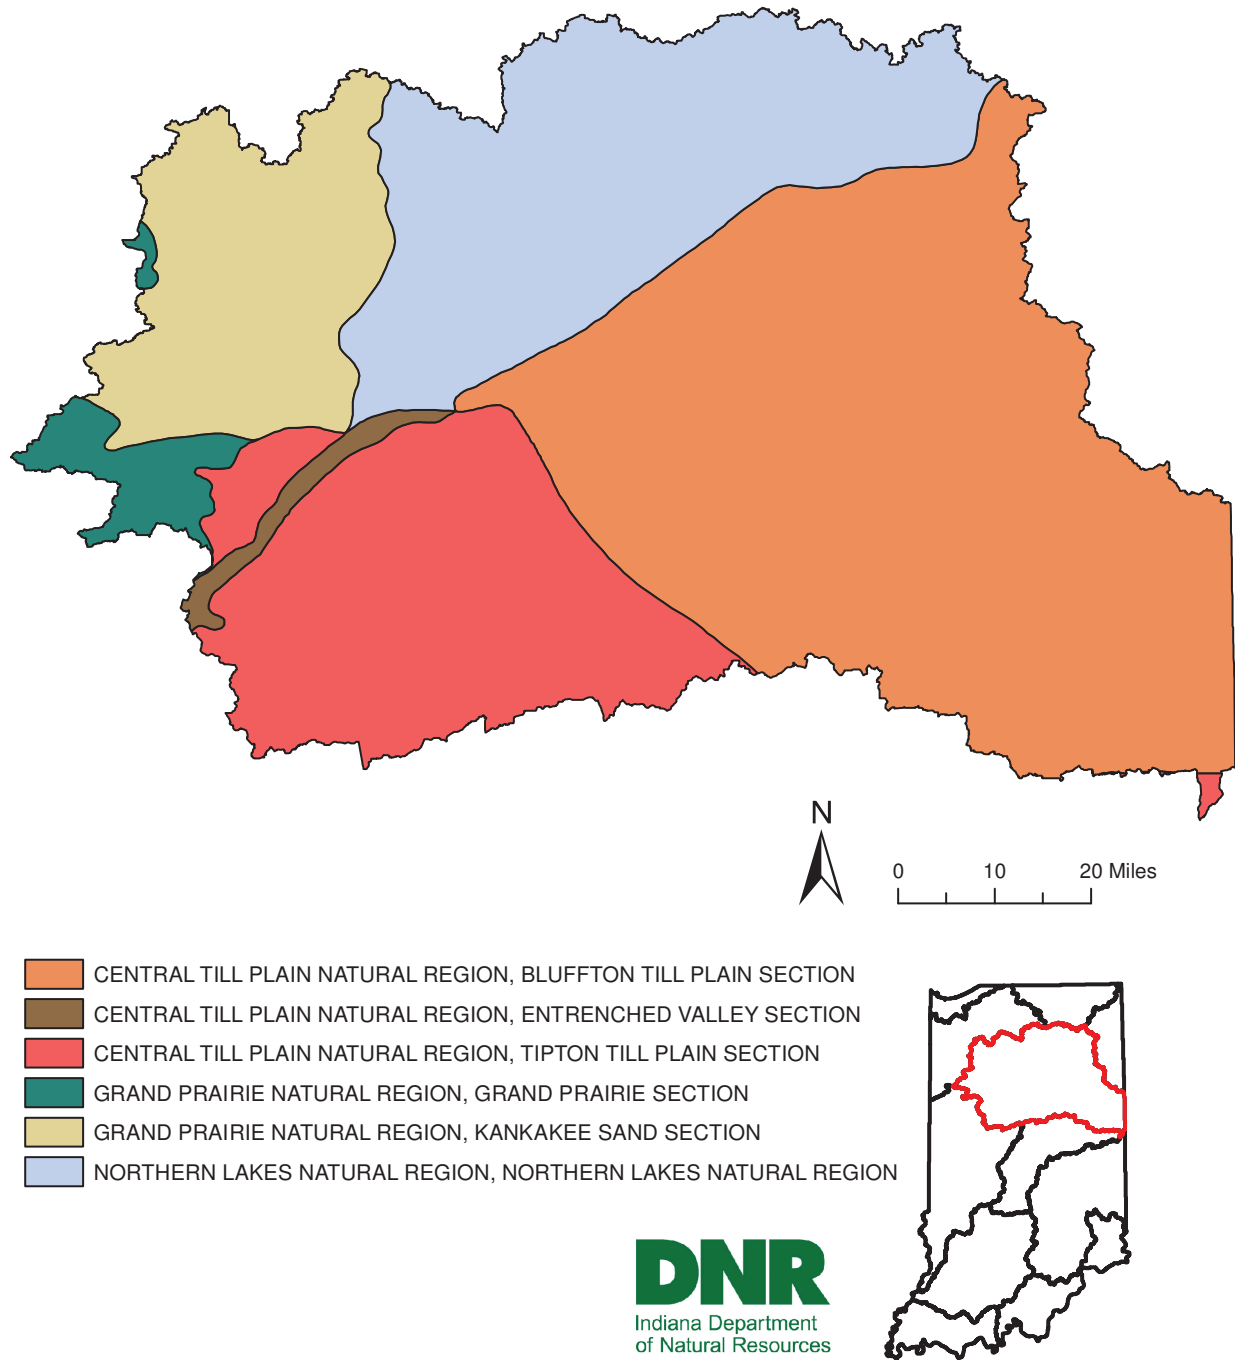 N
0 10 20 Miles
CENTRAL TILL PLAIN NATURAL REGION, BLUFFTON TILL PLAIN SECTION
CENTRAL TILL PLAIN NATURAL REGION, ENTRENCHED VALLEY SECTION
CENTRAL TILL PLAIN NATURAL REGION, TIPTON TILL PLAIN SECTION
GRAND PRAIRIE NATURAL REGION, GRAND PRAIRIE SECTION
GRAND PRAIRIE NATURAL REGION, KANKAKEE SAND SECTION
NORTHERN LAKES NATURAL REGION, NORTHERN LAKES NATURAL REGION
DNR
Indiana Department
of Natural Resources